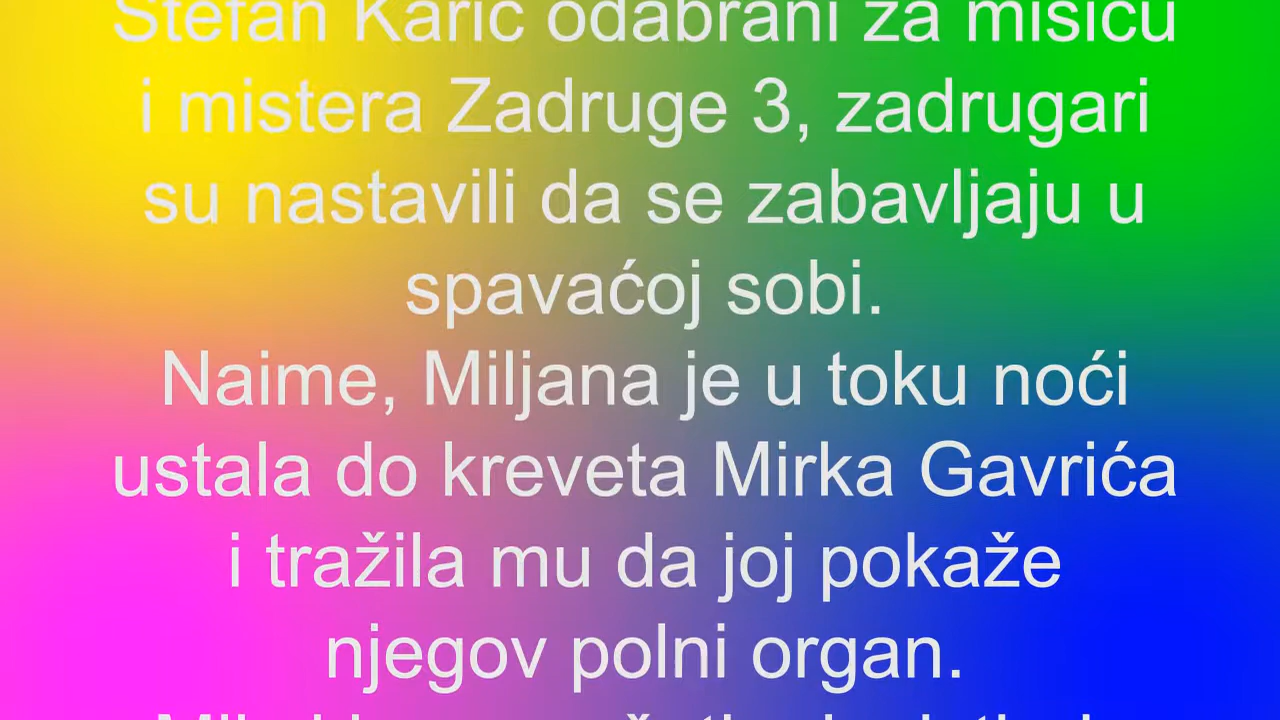 Stefan Karić odabrani za misicu
i mistera Zadruge 3, zadrugari
su nastavili da se zabavljaju u
spavaćoj sobi.
Naime, Miljana je u toku noći
ustala do kreveta Mirka Gavrića
i tražila mu da joj pokaže
njegov polni organ.